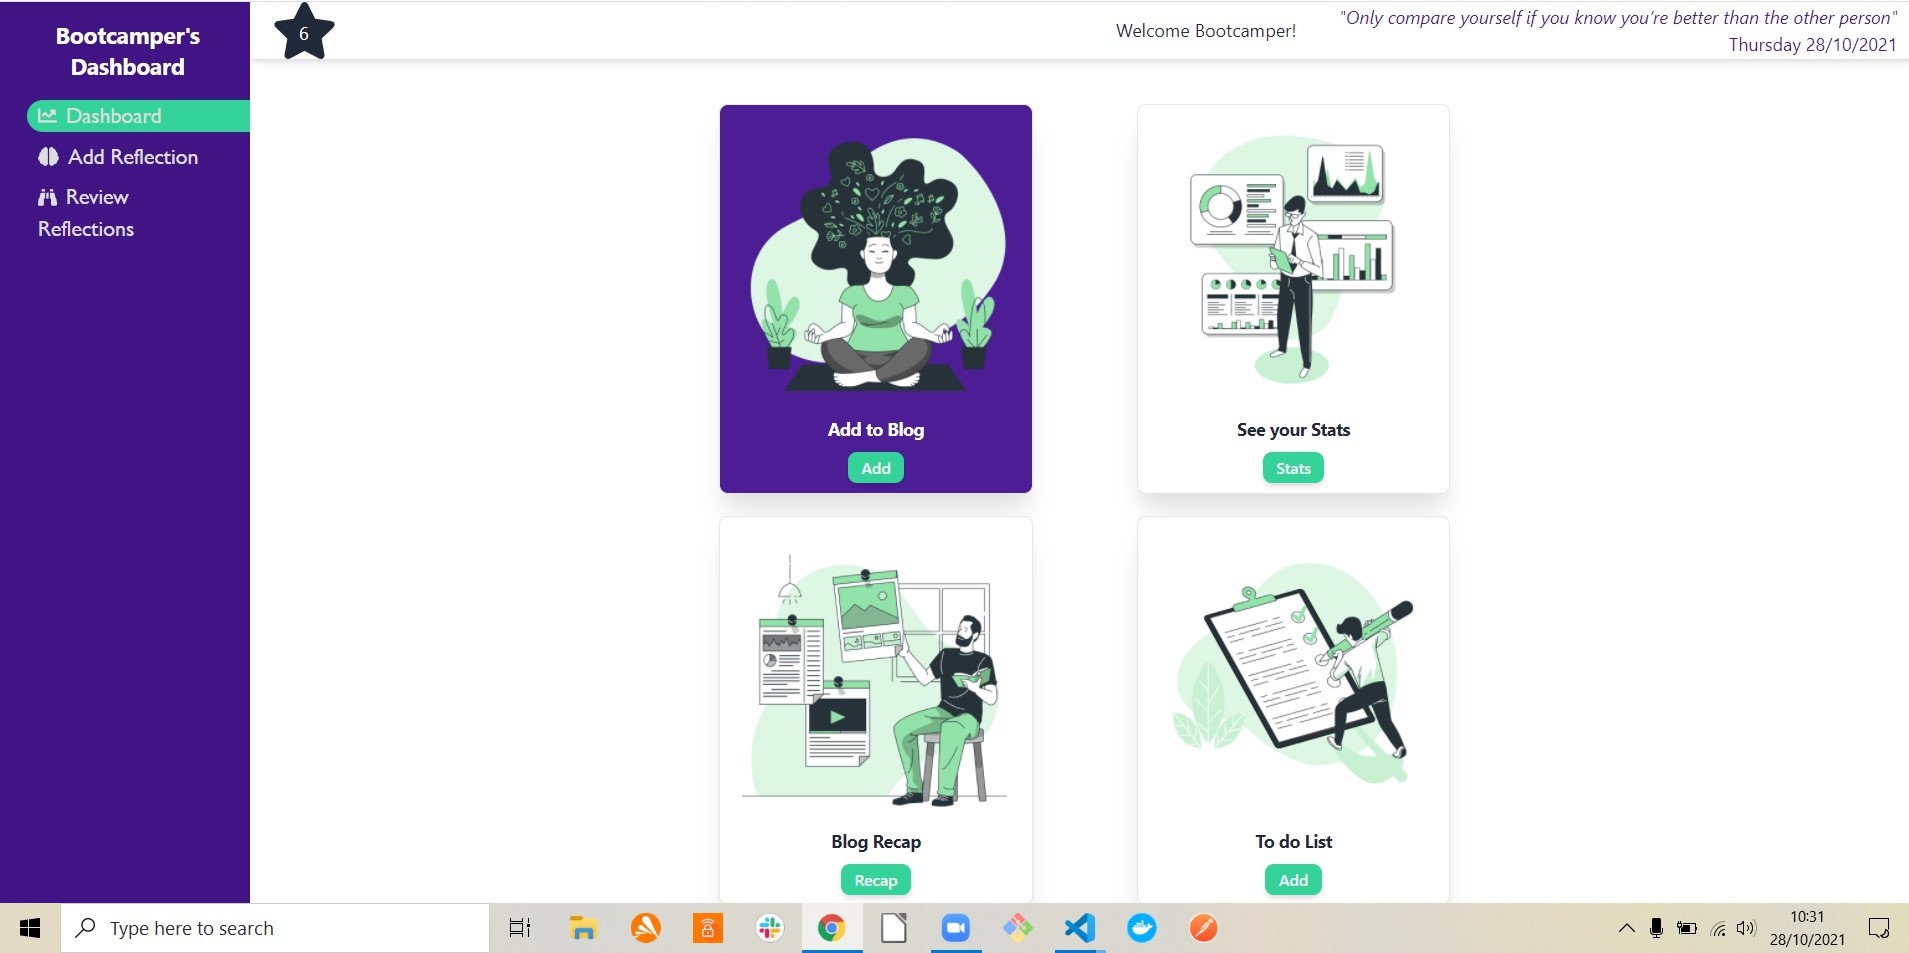 Bootcamper's
Dashboard
Dashboard
Add Reflection
Review
Reflections
6
Welcome Bootcamper!
"Only compare yourself if you know you’re better than the other person"
Thursday 28/10/2021
Add to Blog
Add
See your Stats
Stats
Blog Recap
Recap
To do List
Add
Type here to search
10:31
28/10/2021